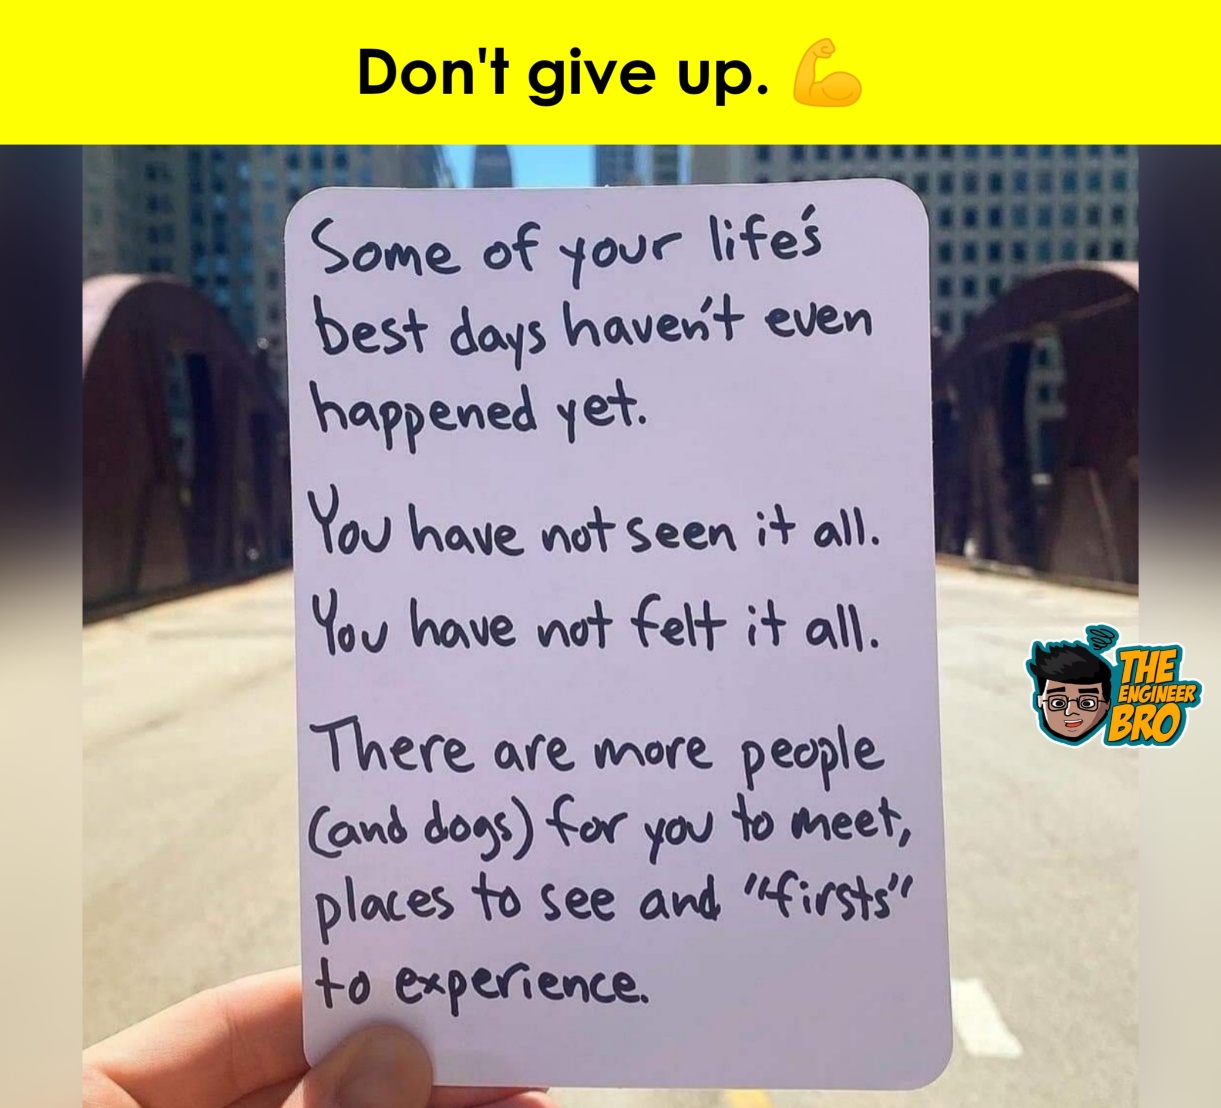 Don't give up. 💪
Some of your life's
best days haven't even
happened yet.
You have not seen it all.
You have not felt it all.
There are more people
(and dogs) for you to meet,
places to see and "firsts"
to experience.
THE
ENGINEER
BRO